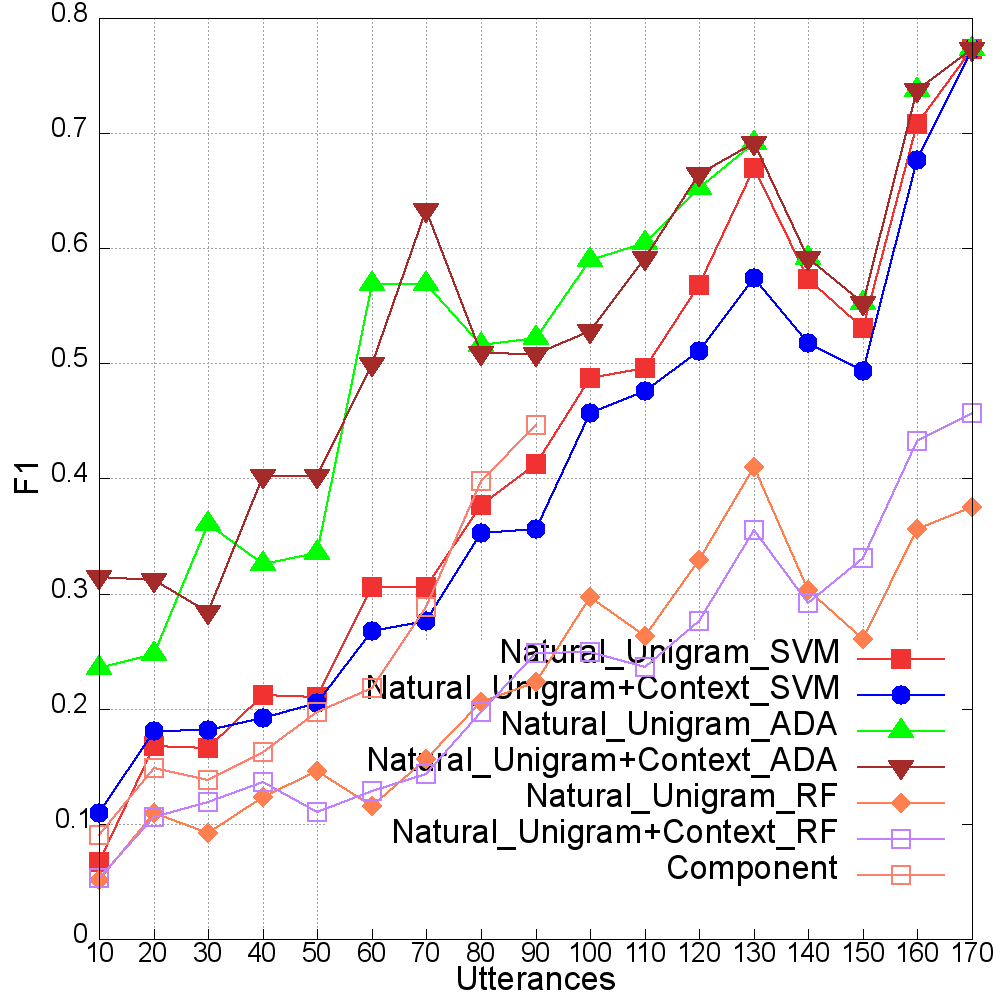 0.8
0.7
0.6
0.5
0.4
0.3
0.2
0.1
0
F1
Natural_Unigram_SVM
Natural_Unigram+Context_SVM
Natural_Unigram_ADA
Natural_Unigram+Context_ADA
Natural_Unigram_RF
Natural_Unigram+Context_RF
Component
10 20 30 40 50 60 70 80 90 100 110 120 130 140 150 160 170
Utterances